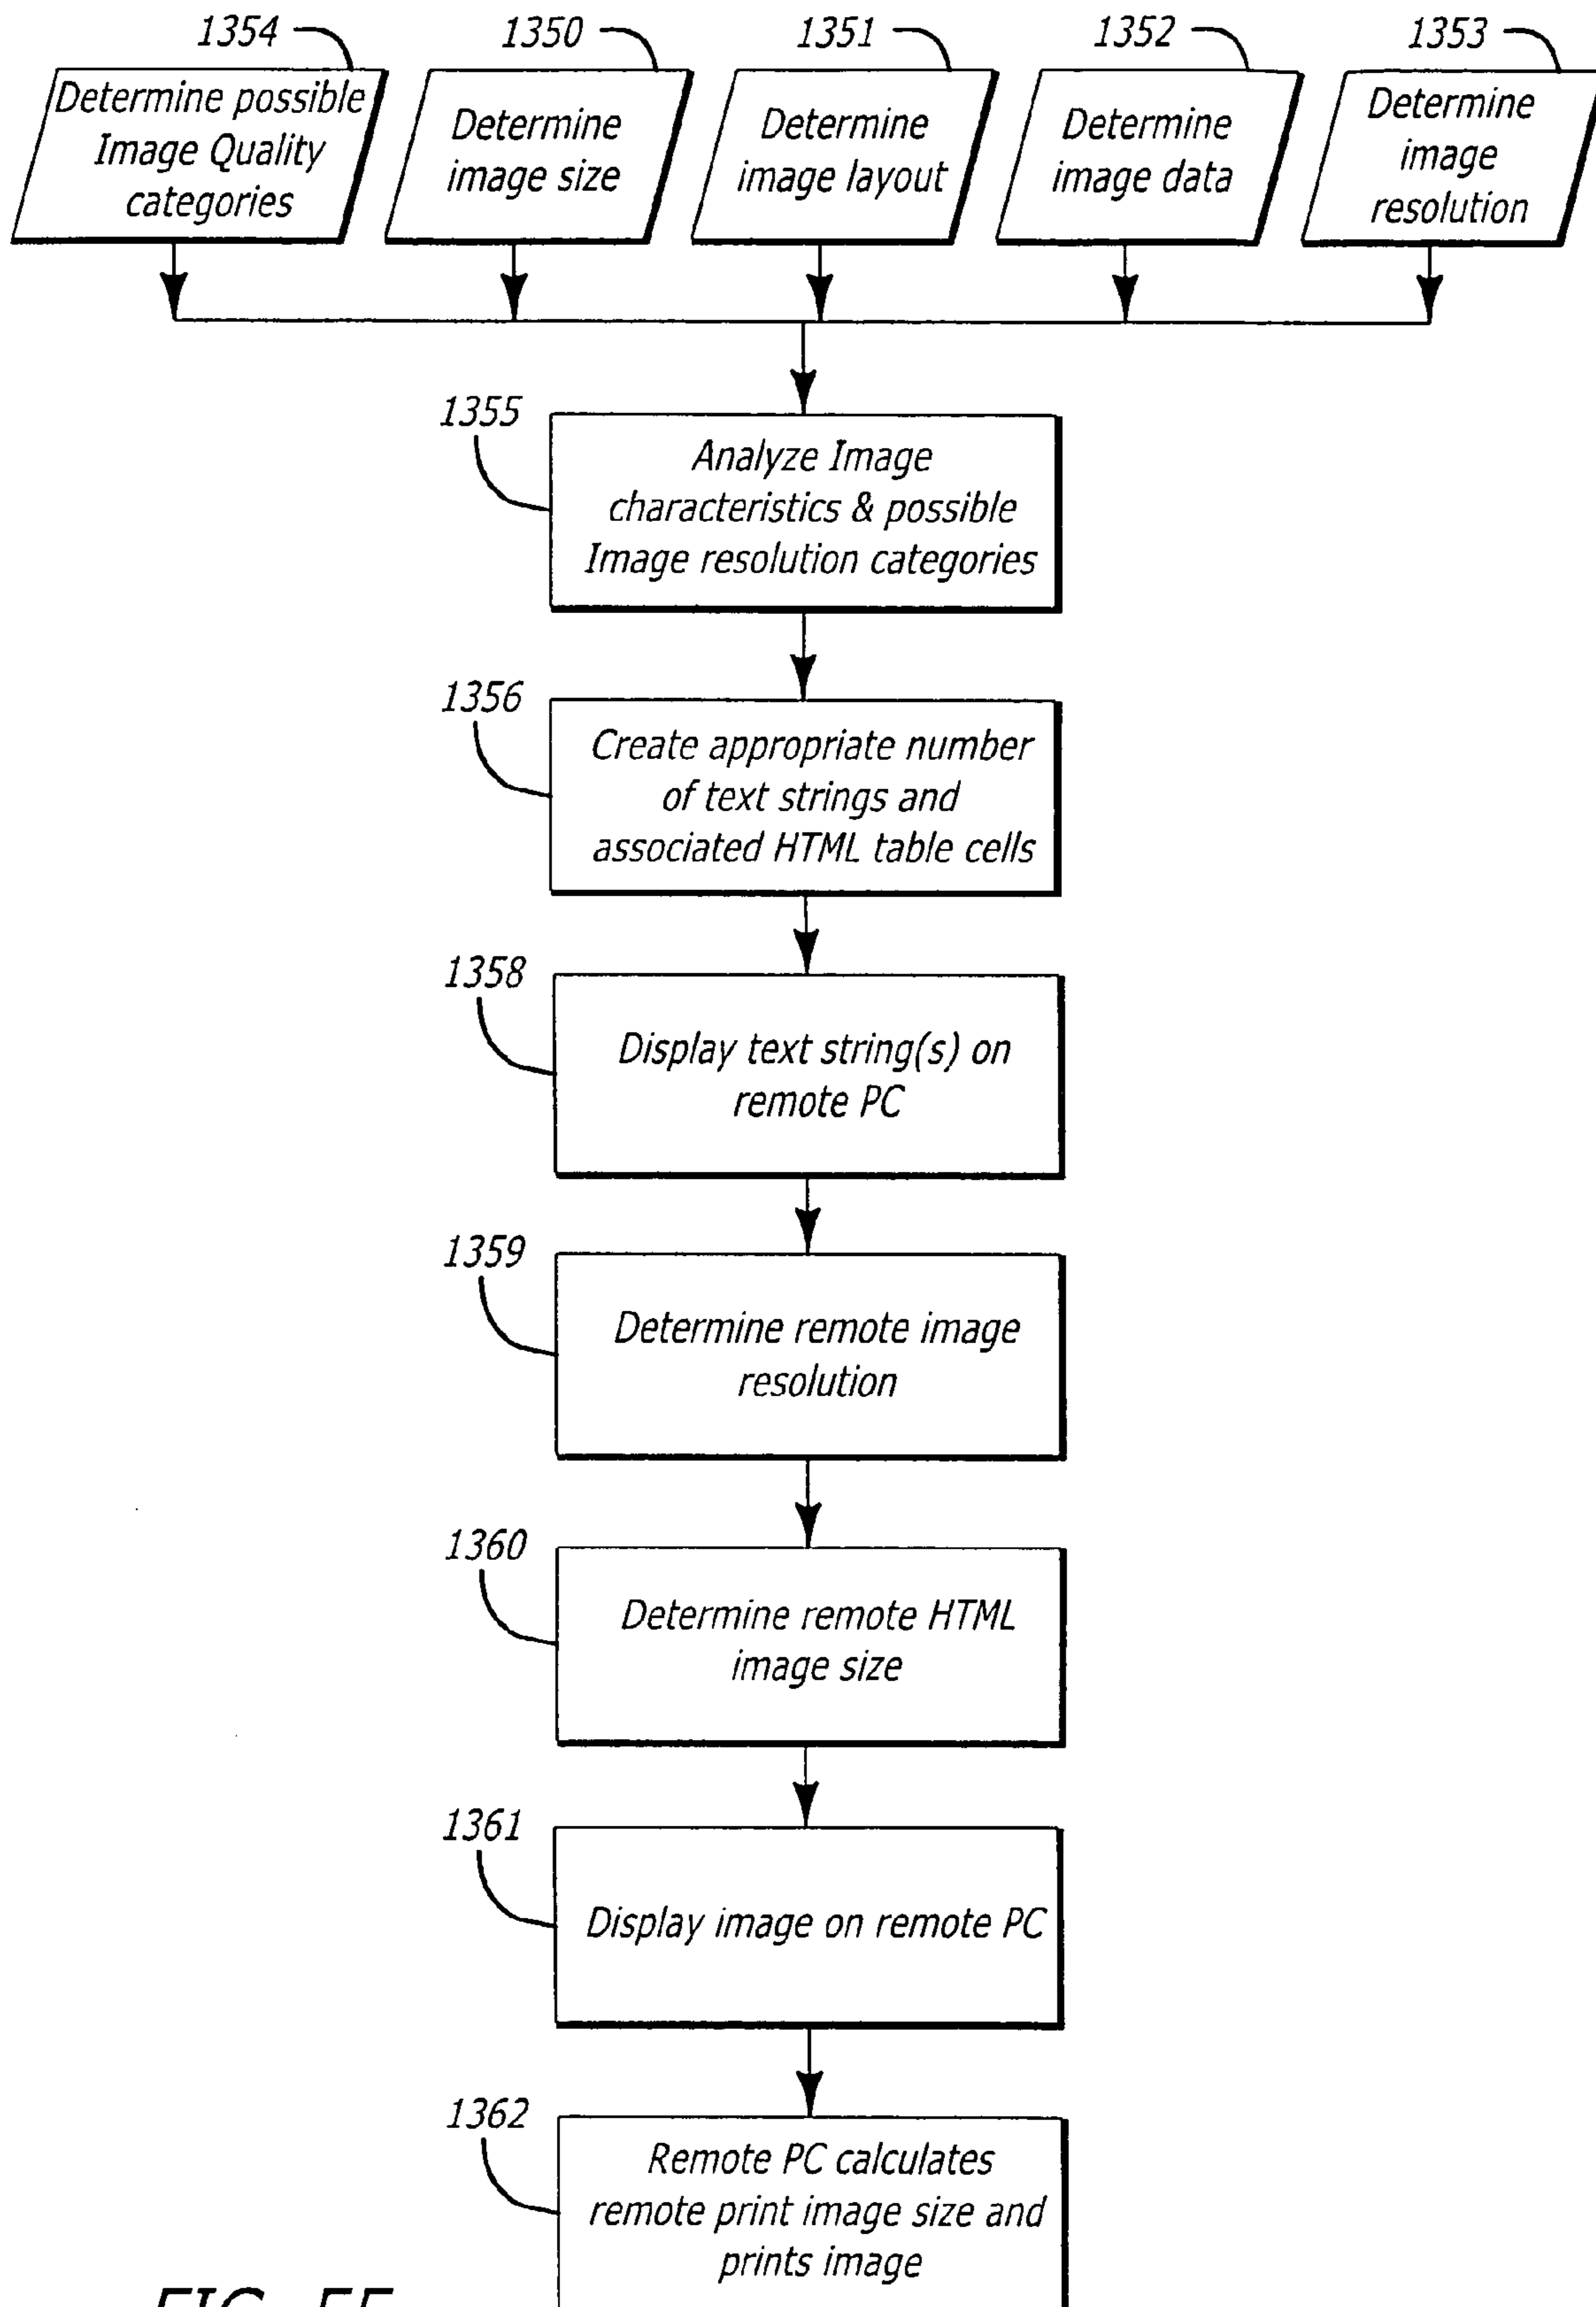 1354
1350
1351
1352
1353
Determine possible
Image Quality
categories
Determine
image size
Determine
image layout
Determine
image data
Determine
image
resolution
1355
Analyze Image
characteristics & possible
Image resolution categories
1356
Create appropriate number
of text strings and
associated HTML table cells
1358
Display text string(s) on
remote PC
1359
Determine remote image
resolution
1360
Determine remote HTML
image size
1361
Display image on remote PC
1362
Remote PC calculates
remote print image size and
prints image